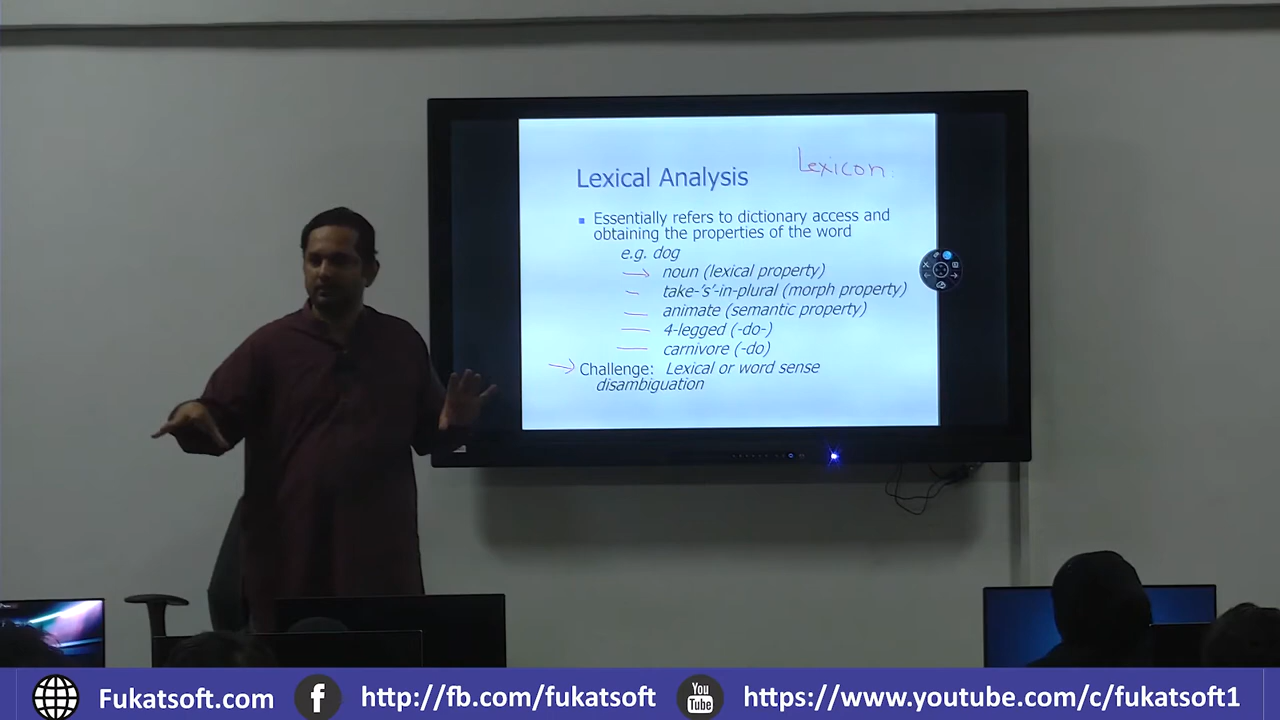 Lexicon.
Lexical Analysis
Essentially refers to dictionary access and
obtaining the properties of the word
e.g. dog
noun (lexical property)
take-'s'-in-plural (morph property)
animate (semantic property)
4-legged (-do-)
carnivore (-do)
Challenge: Lexical or word sense
disambiguation
Fukatsoft.com
f
http://fb.com/fukatsoft
You
Tube
https://www.youtube.com/c/fukatsoft1